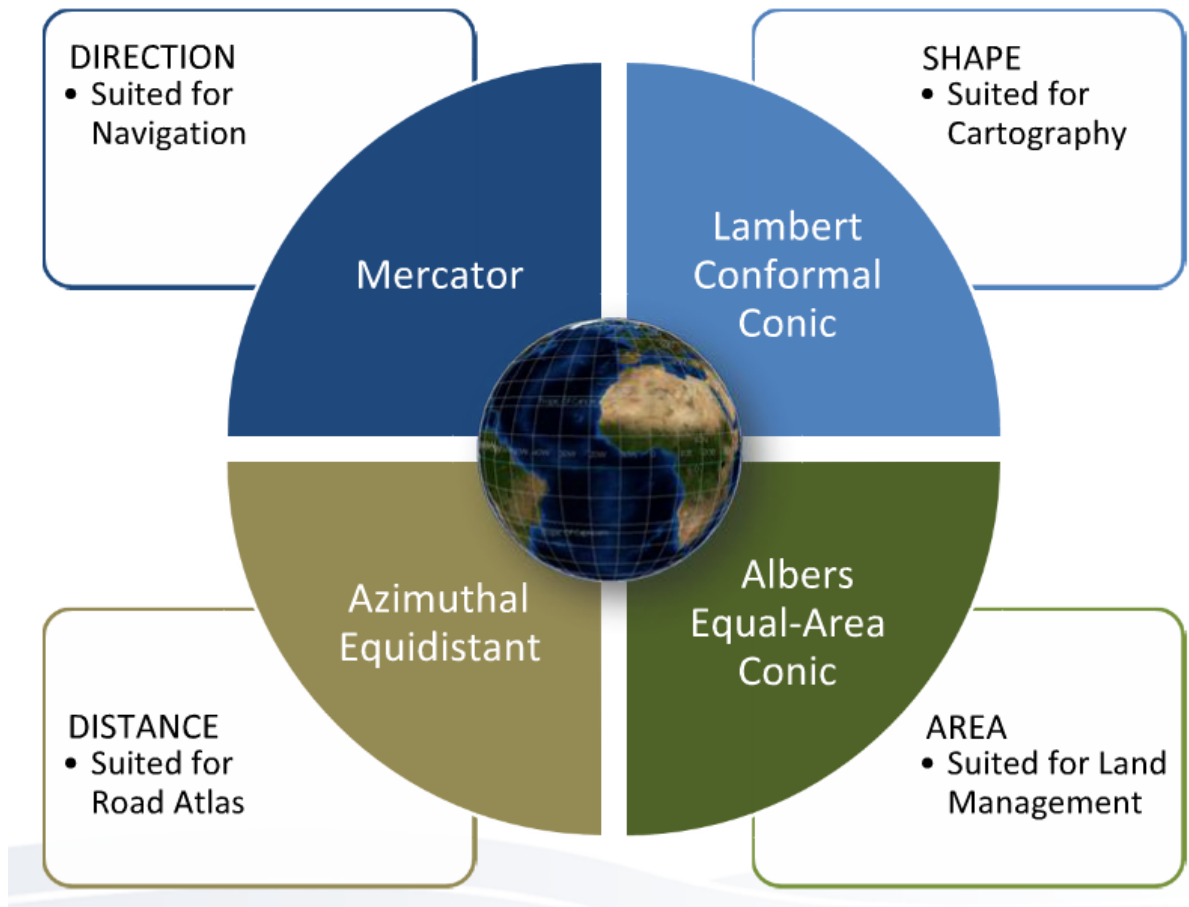 DIRECTION
• Suited for
Navigation
SHAPE
• Suited for
Cartography
Mercator
Lambert
Conformal
Conic
Azimuthal
Equidistant
Albers
Equal-Area
Conic
DISTANCE
• Suited for
Road Atlas
AREA
• Suited for Land
Management